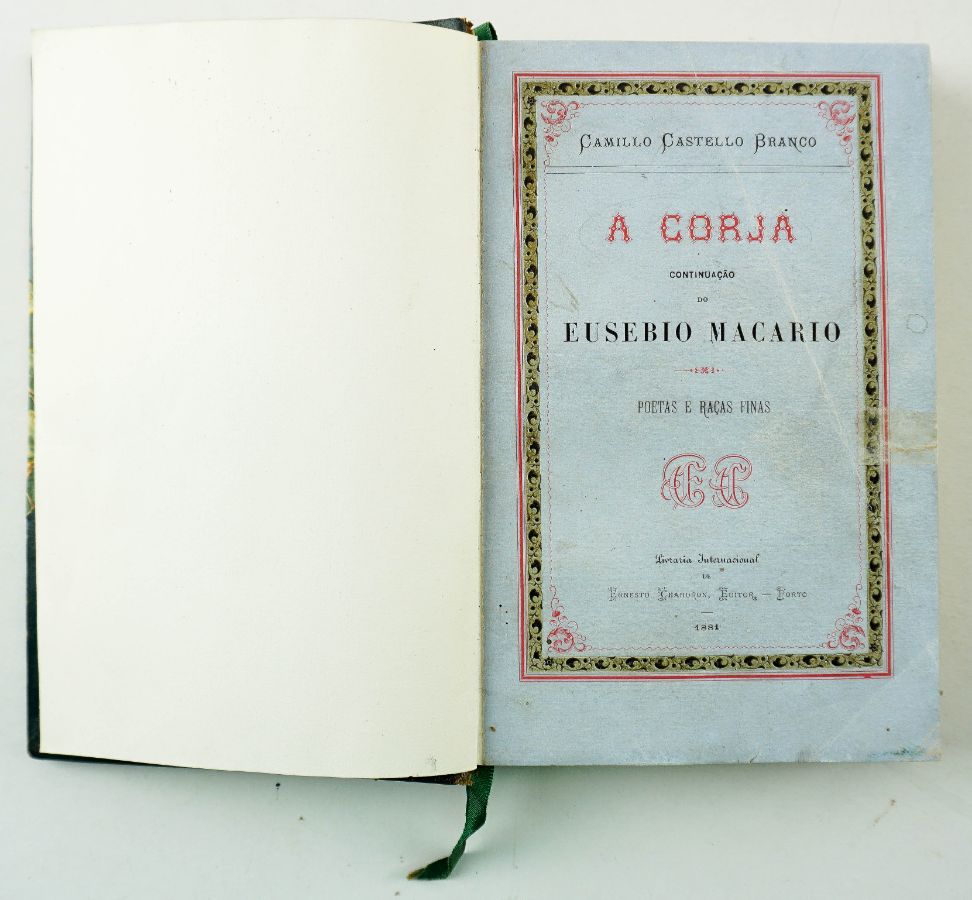 CAMILLO CASTELLO BRANCO
A CORJA
CONTINUAÇÃO
DO
EUSEBIO MACARIO
POETAS E RAÇAS FINAS
CC
Livraria Internacional
DE
ERNESTO CHARDRON, EDITOR, — PORTO
1881